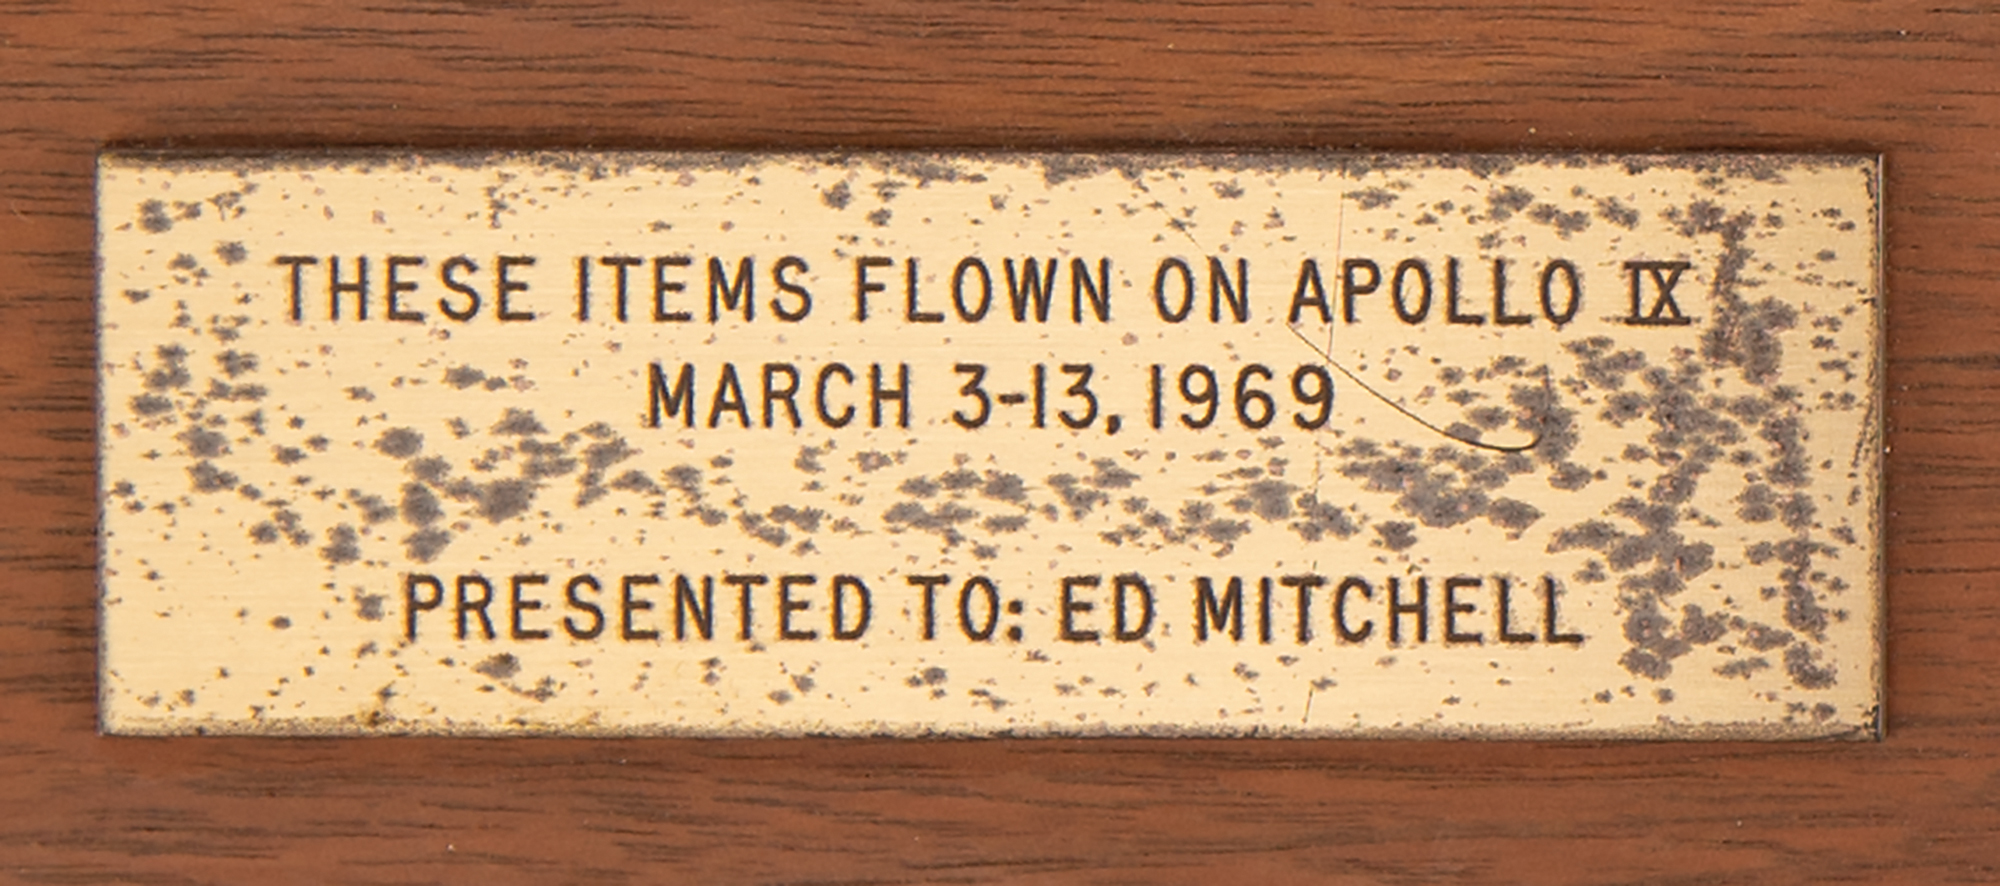 THESE ITEMS FLOWN ON APOLLO IX
MARCH 3-13, 1969
PRESENTED TO: ED MITCHELL